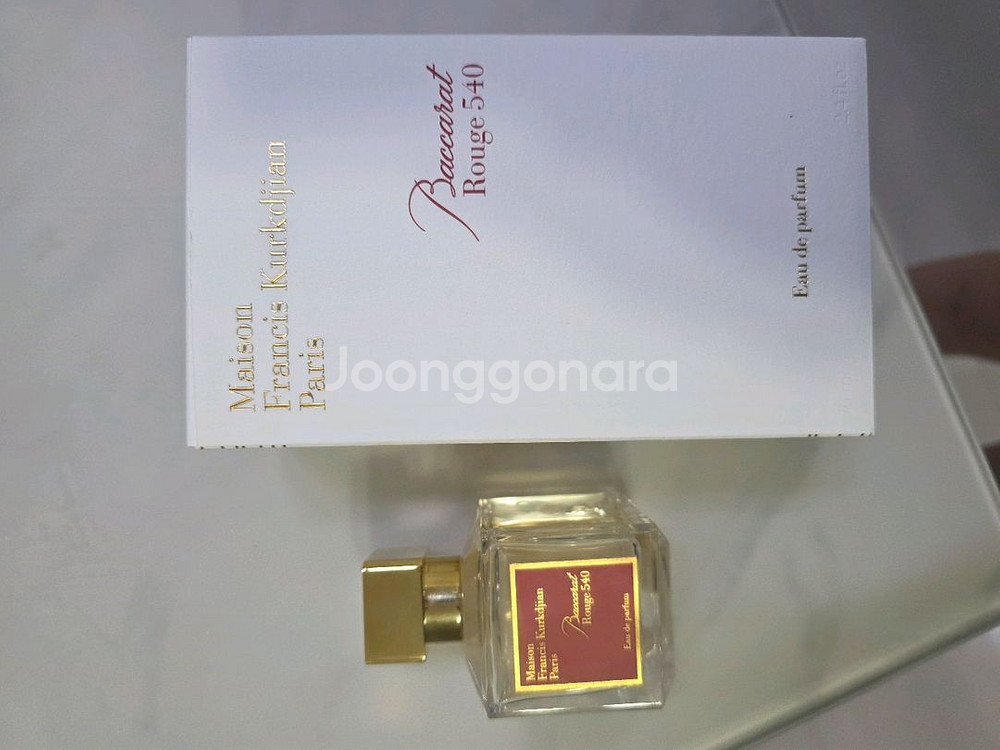 Maison
Francis Kurkdjian
Paris
Baccarat
Rouge 540
Eau de parfum
Joonggonara
Maison
Francis Kurkdjian
Paris
Baccarat
Rouge 540
Eau de parfum